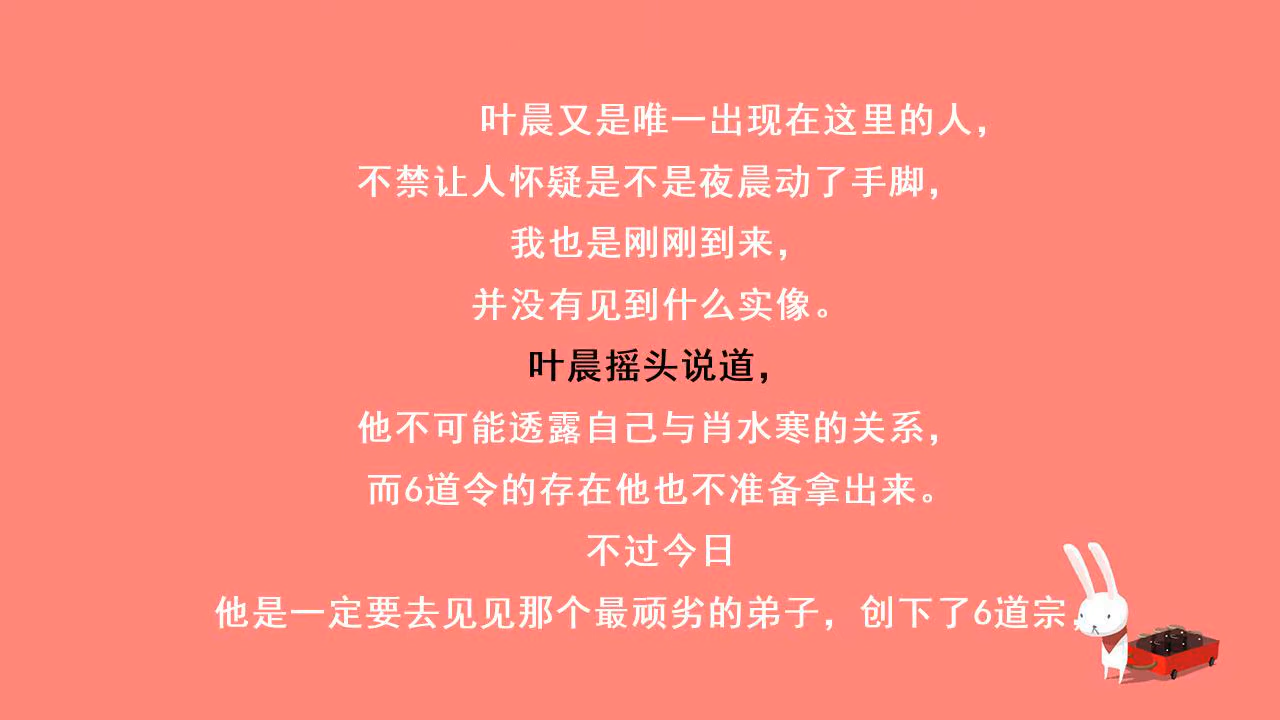 叶晨又是唯一出现在这里的人，
不禁让人怀疑是不是夜晨动了手脚，
我也是刚刚到来，
并没有见到什么实像。
叶晨摇头说道，
他不可能透露自己与肖水寒的关系，
而6道令的存在他也不准备拿出来。
不过今日
他是一定要去见见那个最顽劣的弟子，创下了6道宗，